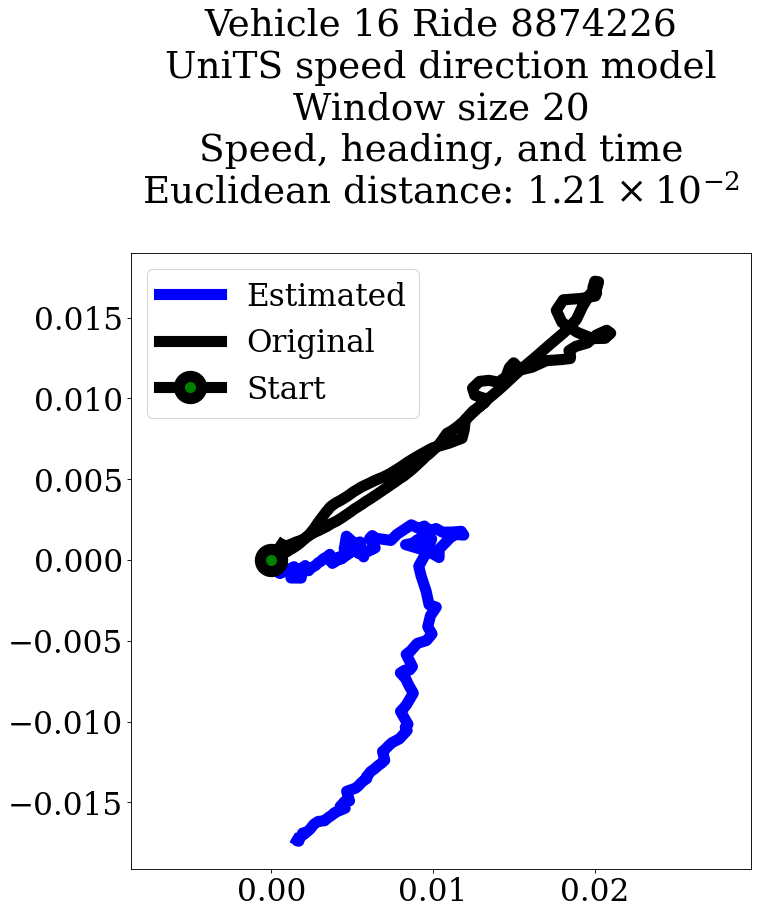 Vehicle 16 Ride 8874226
UniTS speed direction model
Window size 20
Speed, heading, and time
Euclidean distance: 1.21 × 10⁻²
Estimated
Original
Start
0.015
0.010
0.005
0.000
−0.005
−0.010
−0.015
0.00 0.01 0.02